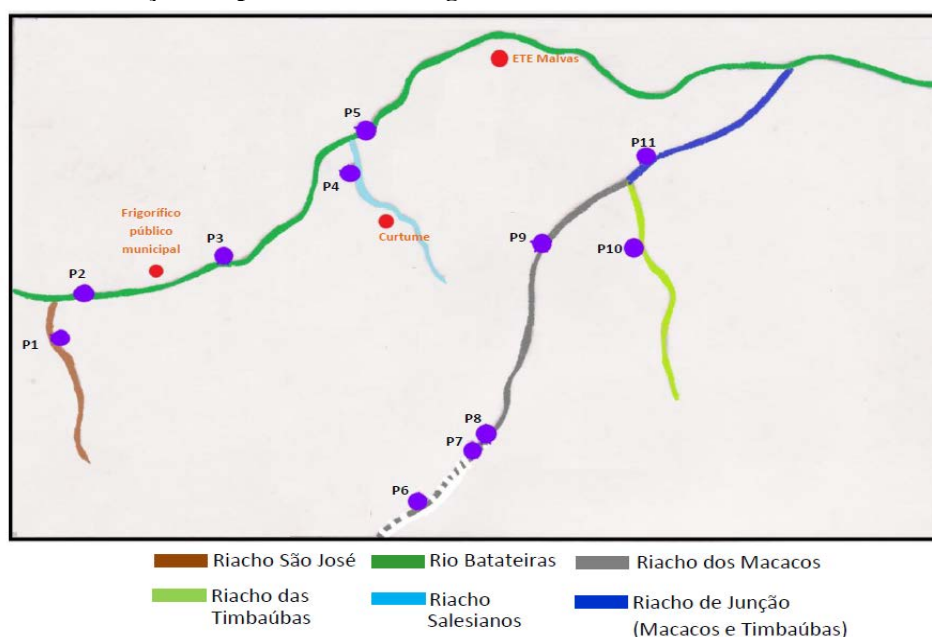 ETE Malvas
P5
P11
P4
Frigorífico
público
municipal
P3
Curtume
P9
P10
P2
P1
P8
P7
P6
Riacho São José
Rio Batateiras
Riacho dos Macacos
Riacho das
Timbaúbas
Riacho
Salesianos
Riacho de Junção
(Macacos e Timbaúbas)